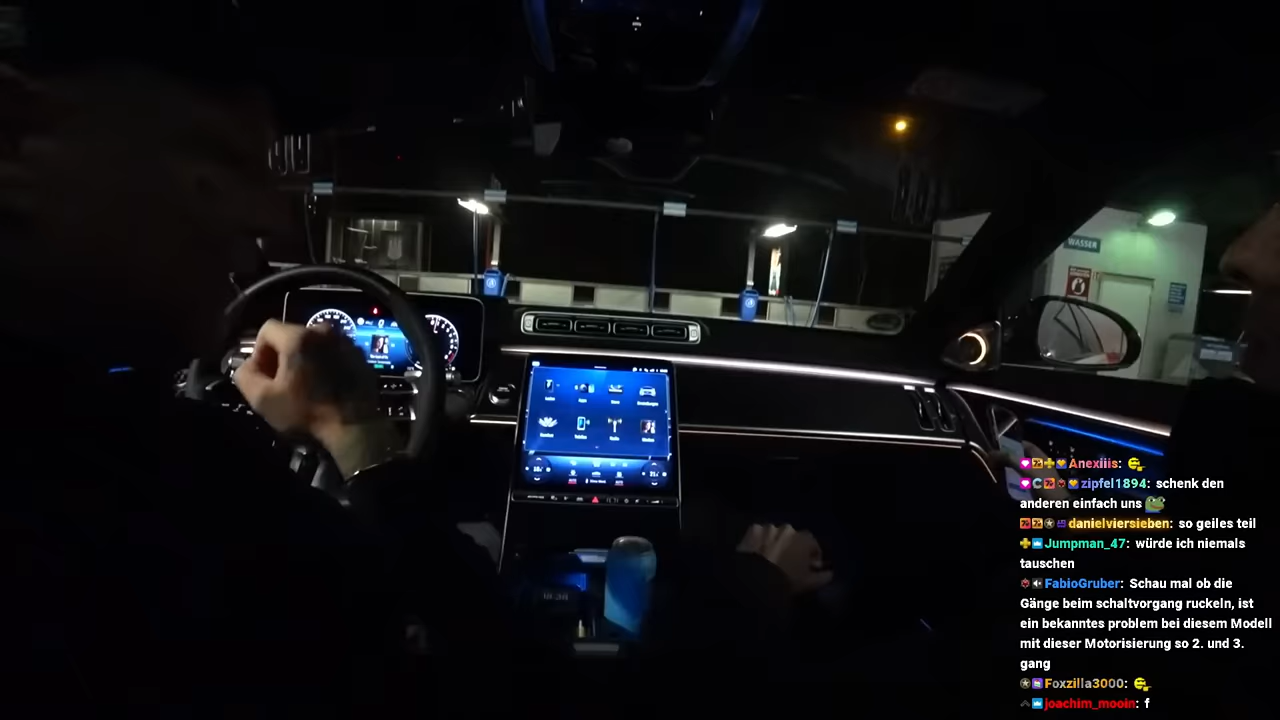 WASSER
Anexiiis:
zipfel1894: schenk den
anderen einfach uns
danielviersieben: so geiles teil
Jumpman_47: würde ich niemals
tauschen
FabioGruber: Schau mal ob die
Gänge beim schaltvorgang ruckeln, ist
ein bekanntes problem bei diesem Modell
mit dieser Motorisierung so 2. und 3.
gang
Foxzilla3000:
joachim_mooin: f